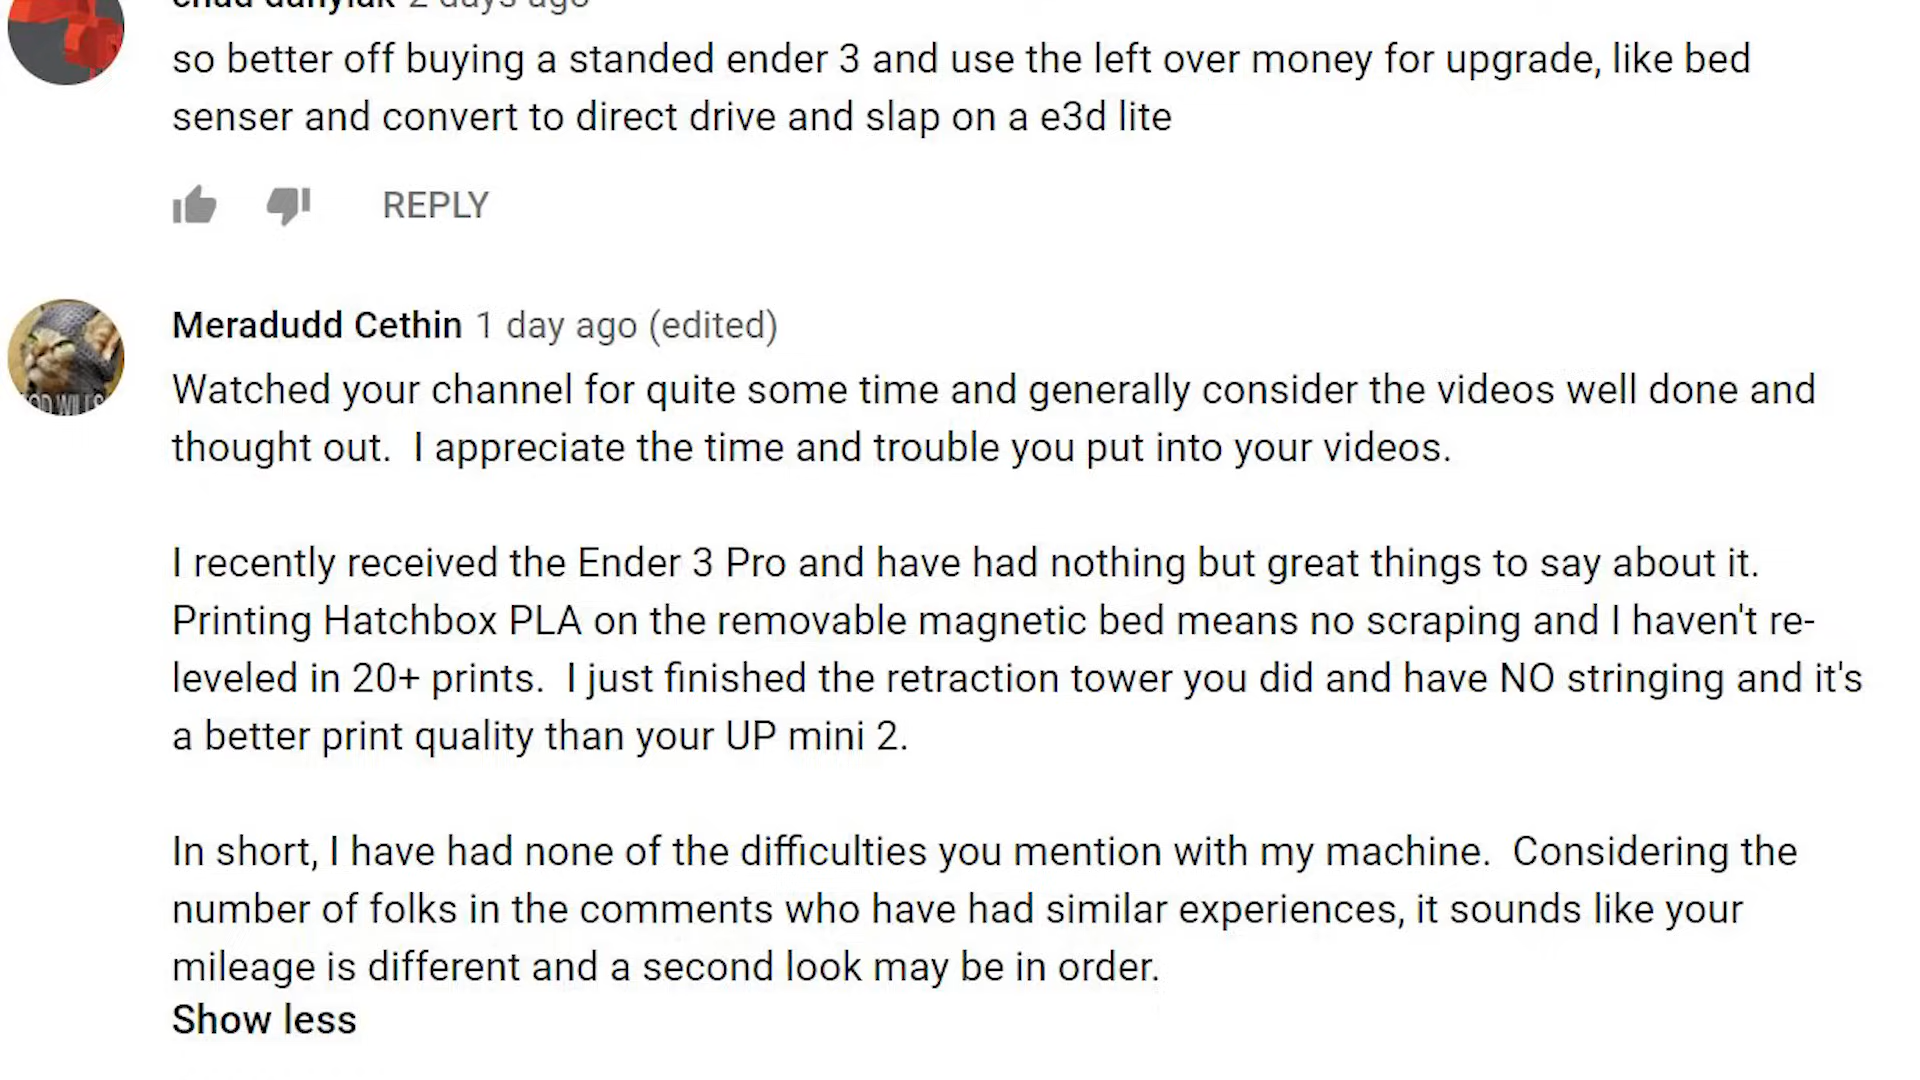 chad danylak 2 days ago
so better off buying a standed ender 3 and use the left over money for upgrade, like bed
senser and convert to direct drive and slap on a e3d lite
REPLY
Meradudd Cethin 1 day ago (edited)
Watched your channel for quite some time and generally consider the videos well done and
thought out.  I appreciate the time and trouble you put into your videos.
I recently received the Ender 3 Pro and have had nothing but great things to say about it.
Printing Hatchbox PLA on the removable magnetic bed means no scraping and I haven't re-
leveled in 20+ prints.  I just finished the retraction tower you did and have NO stringing and it's
a better print quality than your UP mini 2.
In short, I have had none of the difficulties you mention with my machine.  Considering the
number of folks in the comments who have had similar experiences, it sounds like your
mileage is different and a second look may be in order.
Show less